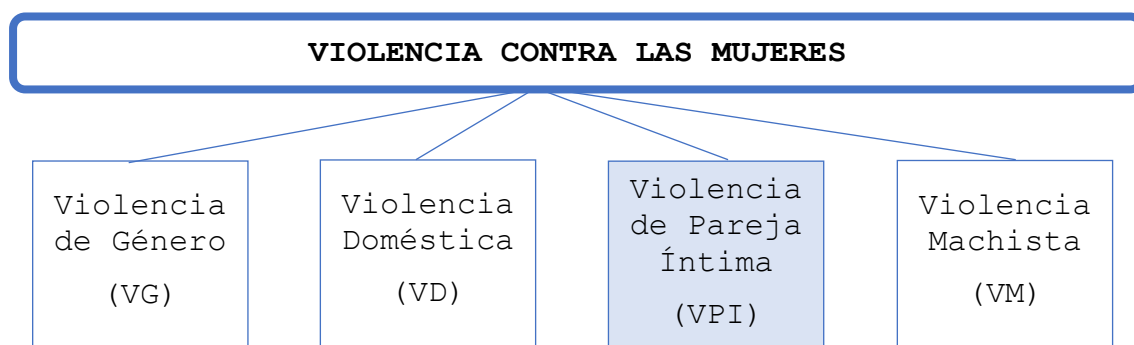 VIOLENCIA CONTRA LAS MUJERES
Violencia
de Género
(VG)
Violencia
Doméstica
(VD)
Violencia
de Pareja
Íntima
(VPI)
Violencia
Machista
(VM)